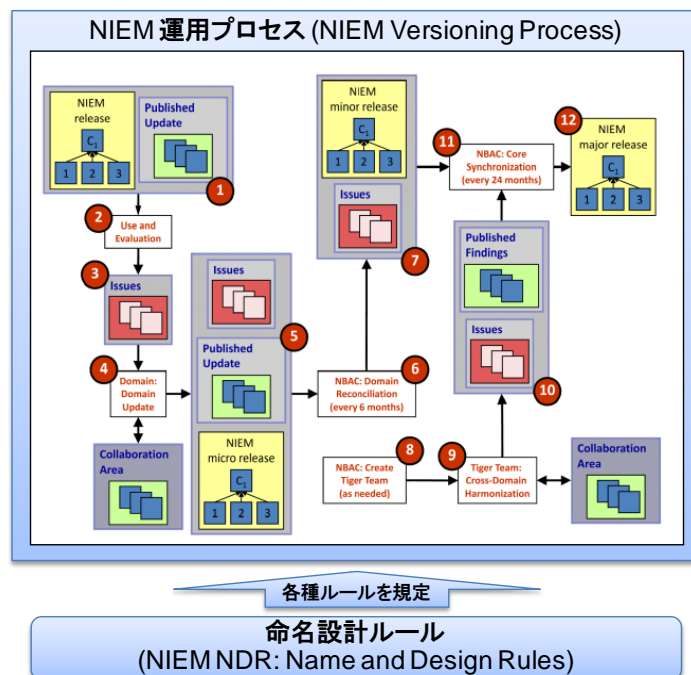 NIEM 運用プロセス (NIEM Versioning Process)
NIEM
release
C1
1 2 3
Published
Update
1
2
Use and
Evaluation
3
Issues
4
Domain:
Domain
Update
Collaboration
Area
Issues
5
Published
Update
NIEM
micro release
C1
1 2 3
6
NBAC: Domain
Reconciliation
(every 6 months)
NIEM
minor release
C1
1 2 3
Issues
7
8
NBAC: Create
Tiger Team
(as needed)
9
Tiger Team:
Cross-Domain
Harmonization
Collaboration
Area
Published
Findings
Issues
10
11
NBAC: Core
Synchronization
(every 24 months)
12
NIEM
major release
C1
1 2 3
各種ルールを規定
命名設計ルール
(NIEM NDR: Name and Design Rules)